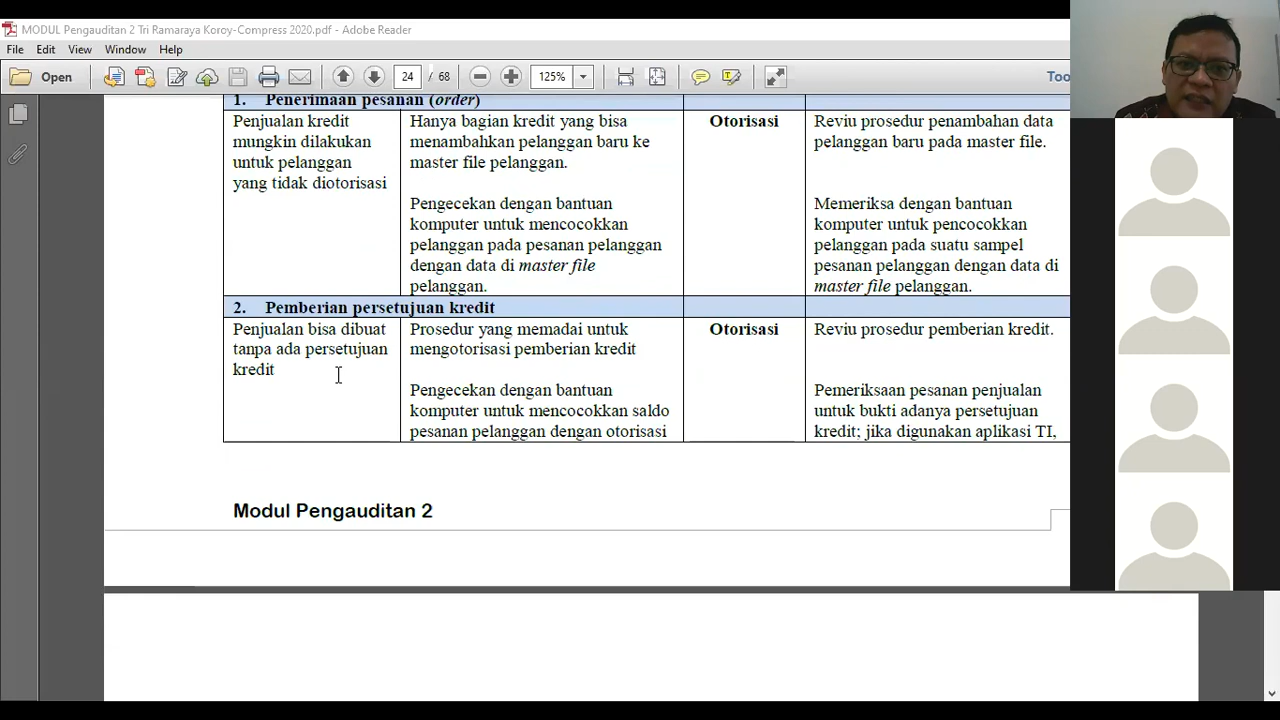 MODUL Pengauditan 2 Tri Ramaraya Koroy-Compress 2020.pdf - Adobe Reader
File Edit View Window Help
Open 24 / 68 125% Too
1. Penerimaan pesanan (order)
Penjualan kredit
mungkin dilakukan
untuk pelanggan
yang tidak diotorisasi
Hanya bagian kredit yang bisa
menambahkan pelanggan baru ke
master file pelanggan.
Pengecekan dengan bantuan
komputer untuk mencocokkan
pelanggan pada pesanan pelanggan
dengan data di master file
pelanggan.
Otorisasi
Reviu prosedur penambahan data
pelanggan baru pada master file.
Memeriksa dengan bantuan
komputer untuk pencocokkan
pelanggan pada suatu sampel
pesanan pelanggan dengan data di
master file pelanggan.
2. Pemberian persetujuan kredit
Penjualan bisa dibuat
tanpa ada persetujuan
kredit
Prosedur yang memadai untuk
mengotorisasi pemberian kredit
Pengecekan dengan bantuan
komputer untuk mencocokkan saldo
pesanan pelanggan dengan otorisasi
Otorisasi
Reviu prosedur pemberian kredit.
Pemeriksaan pesanan penjualan
untuk bukti adanya persetujuan
kredit; jika digunakan aplikasi TI,
Modul Pengauditan 2